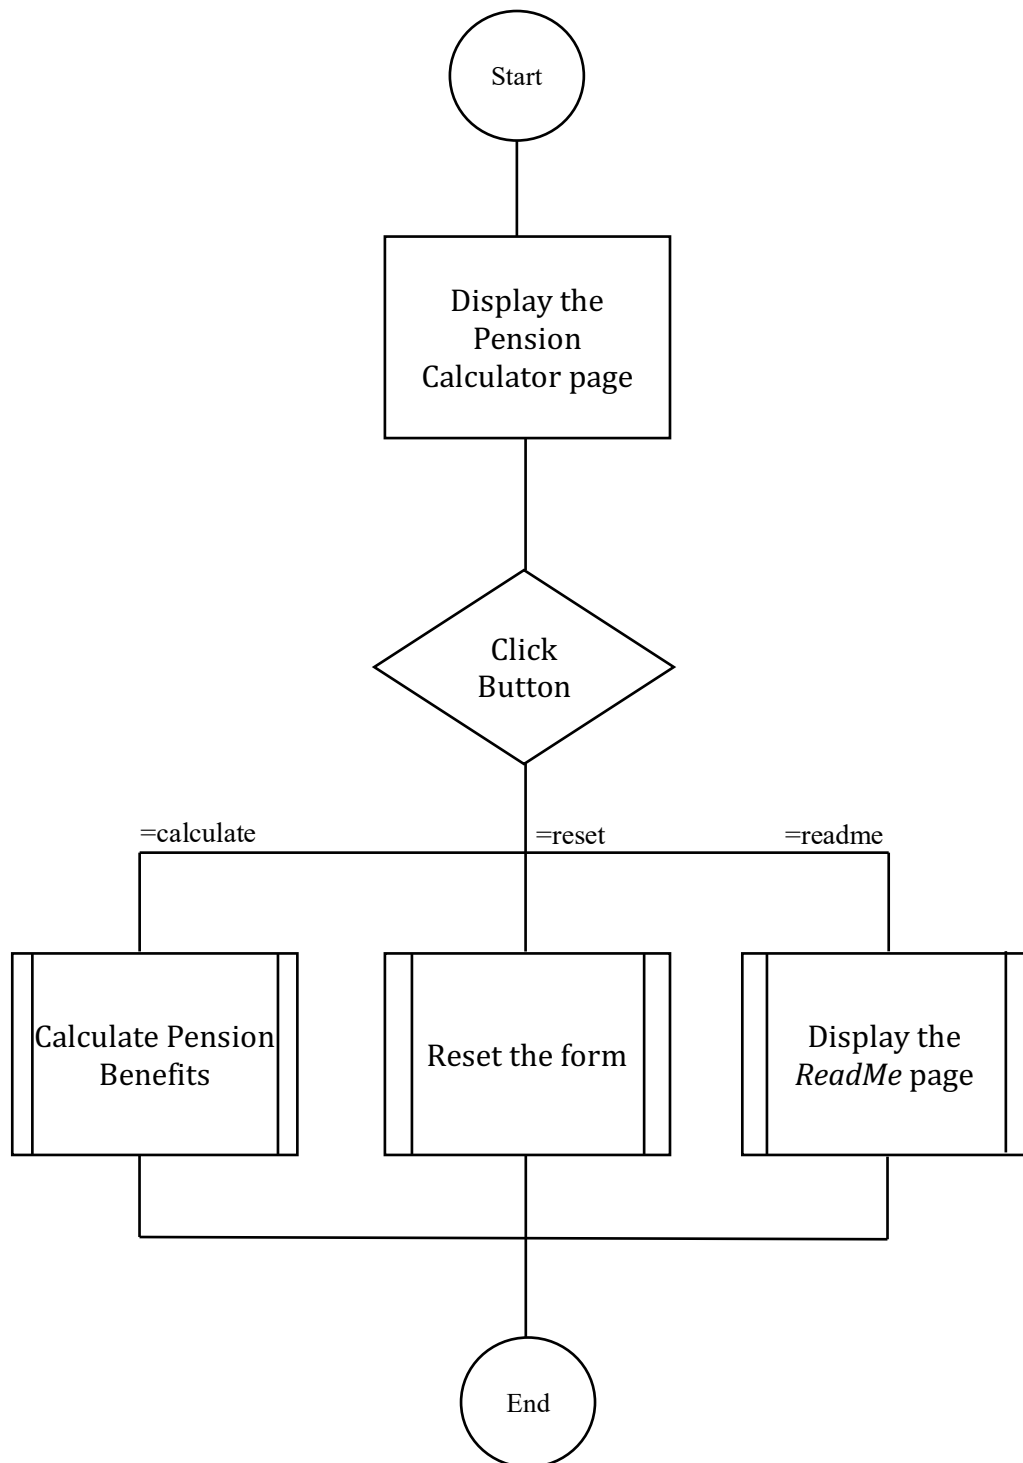 Start
Display the
Pension
Calculator page
Click
Button
=calculate
=reset
=readme
Calculate Pension
Benefits
Reset the form
Display the
ReadMe page
End